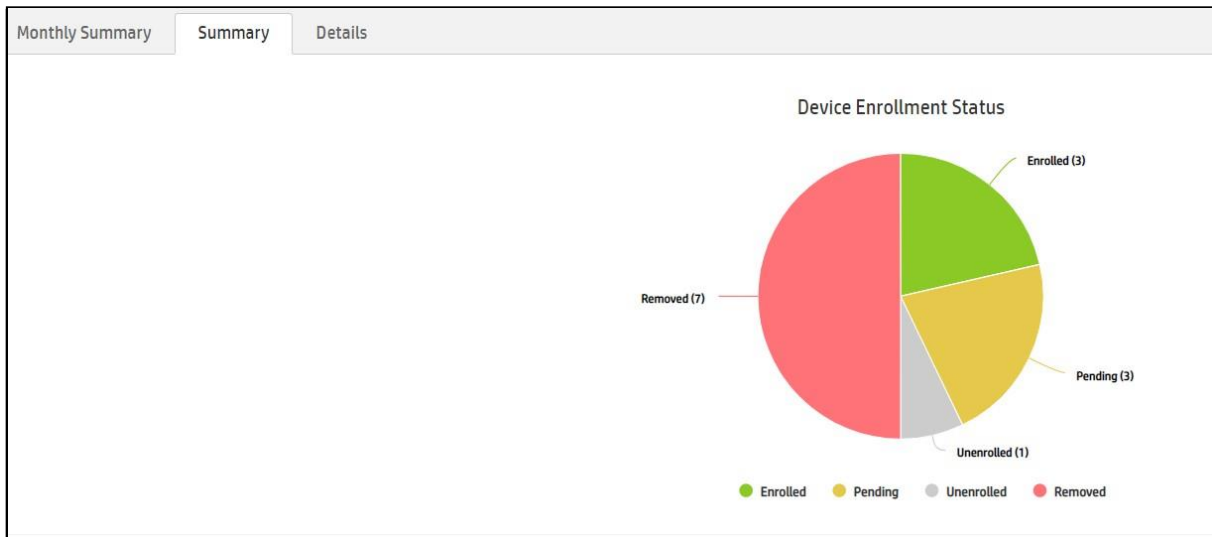 Monthly Summary Summary Details
Device Enrollment Status
Enrolled (3)
Removed (7)
Pending (3)
Unenrolled (1)
Enrolled Pending Unenrolled Removed